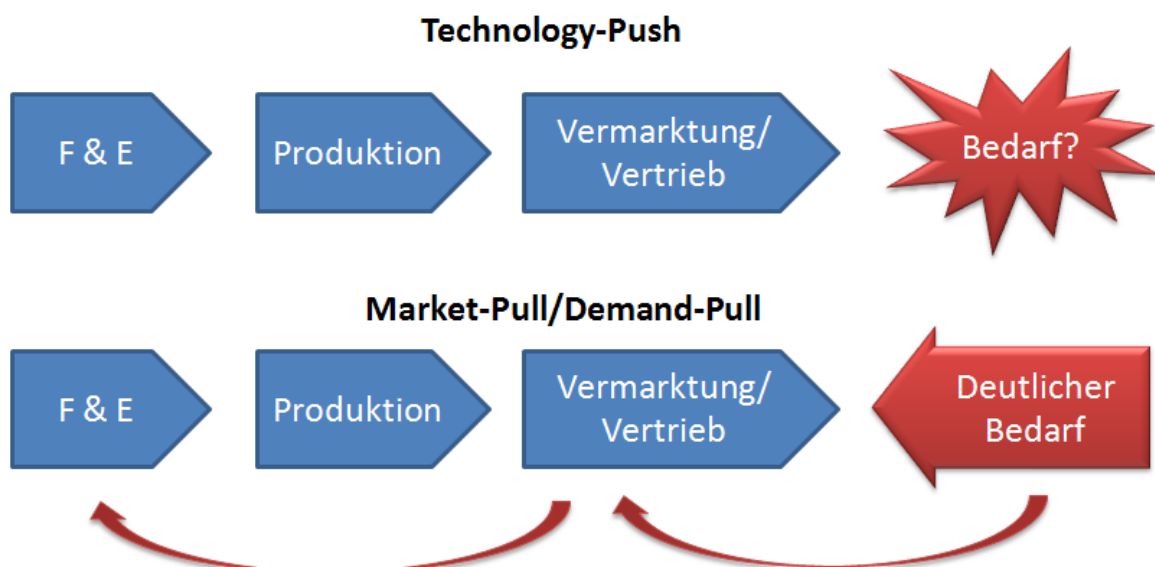 Technology-Push
F & E
Produktion
Vermarktung/
Vertrieb
Bedarf?
Market-Pull/Demand-Pull
F & E
Produktion
Vermarktung/
Vertrieb
Deutlicher
Bedarf